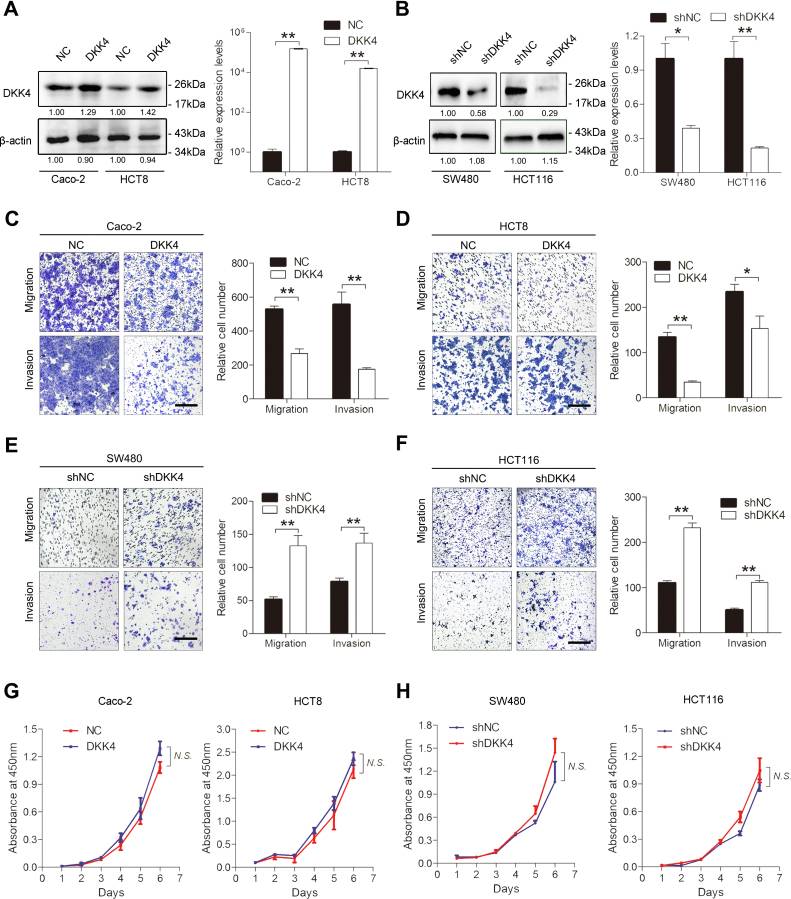 A
NC DKK4 NC DKK4
DKK4
- 26kDa
- 17kDa
1.00 1.29 1.00 1.42
β-actin
- 43kDa
- 34kDa
1.00 0.90 1.00 0.94
Caco-2 HCT8
Relative expression levels
10⁶
10⁴
10²
10⁰
NC
DKK4
** **
Caco-2 HCT8
B
shNC shDKK4 shNC shDKK4
DKK4
- 26kDa
- 17kDa
1.00 0.58 1.00 0.29
β-actin
- 43kDa
- 34kDa
1.00 1.08 1.00 1.15
SW480 HCT116
Relative expression levels
1.2
0.9
0.6
0.3
0.0
shNC
shDKK4
* **
SW480 HCT116
C
Caco-2
NC DKK4
Migration
Invasion
Relative cell number
800
600
400
200
0
NC
DKK4
** **
Migration Invasion
D
HCT8
NC DKK4
Migration
Invasion
Relative cell number
300
200
100
0
NC
DKK4
** *
Migration Invasion
E
SW480
shNC shDKK4
Migration
Invasion
Relative cell number
200
150
100
50
0
shNC
shDKK4
** **
Migration Invasion
F
HCT116
shNC shDKK4
Migration
Invasion
Relative cell number
300
200
100
0
shNC
shDKK4
** **
Migration Invasion
G
Caco-2
Absorbance at 450nm
1.5
1.2
0.9
0.6
0.3
0.0
NC
DKK4
N.S.
0 1 2 3 4 5 6 7
Days
HCT8
Absorbance at 450nm
3.0
2.5
2.0
1.5
1.0
0.5
0.0
NC
DKK4
N.S.
0 1 2 3 4 5 6 7
Days
H
SW480
Absorbance at 450nm
1.8
1.5
1.2
0.9
0.6
0.3
0.0
shNC
shDKK4
N.S.
0 1 2 3 4 5 6 7
Days
HCT116
Absorbance at 450nm
1.5
1.2
0.9
0.6
0.3
0.0
shNC
shDKK4
N.S.
0 1 2 3 4 5 6 7
Days